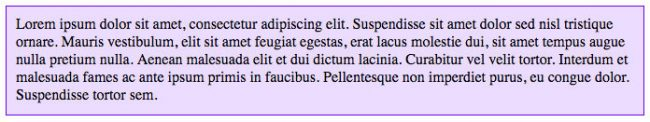 Lorem ipsum dolor sit amet, consectetur adipiscing elit. Suspendisse sit amet dolor sed nisl tristique
ornare. Mauris vestibulum, elit sit amet feugiat egestas, erat lacus molestie dui, sit amet tempus augue
nulla pretium nulla. Aenean malesuada elit et dui dictum lacinia. Curabitur vel velit tortor. Interdum et
malesuada fames ac ante ipsum primis in faucibus. Pellentesque non imperdiet purus, eu congue dolor.
Suspendisse tortor sem.